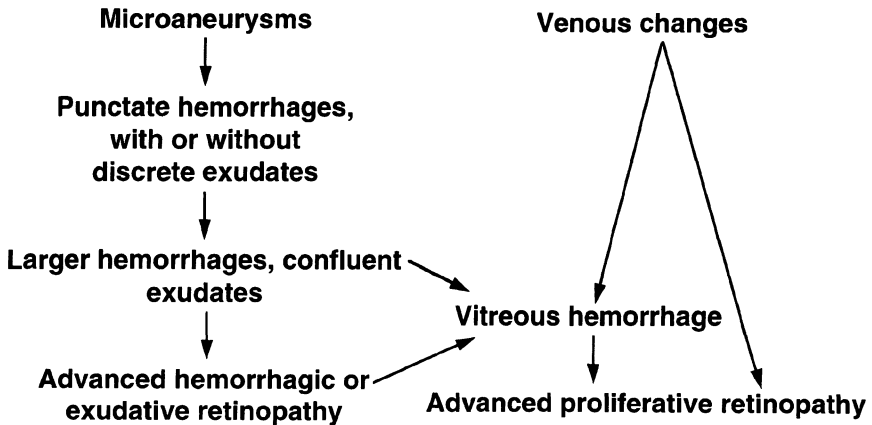 Microaneurysms
Venous changes
Punctate hemorrhages,
with or without
discrete exudates
Larger hemorrhages, confluent
exudates
Vitreous hemorrhage
Advanced hemorrhagic or
exudative retinopathy
Advanced proliferative retinopathy